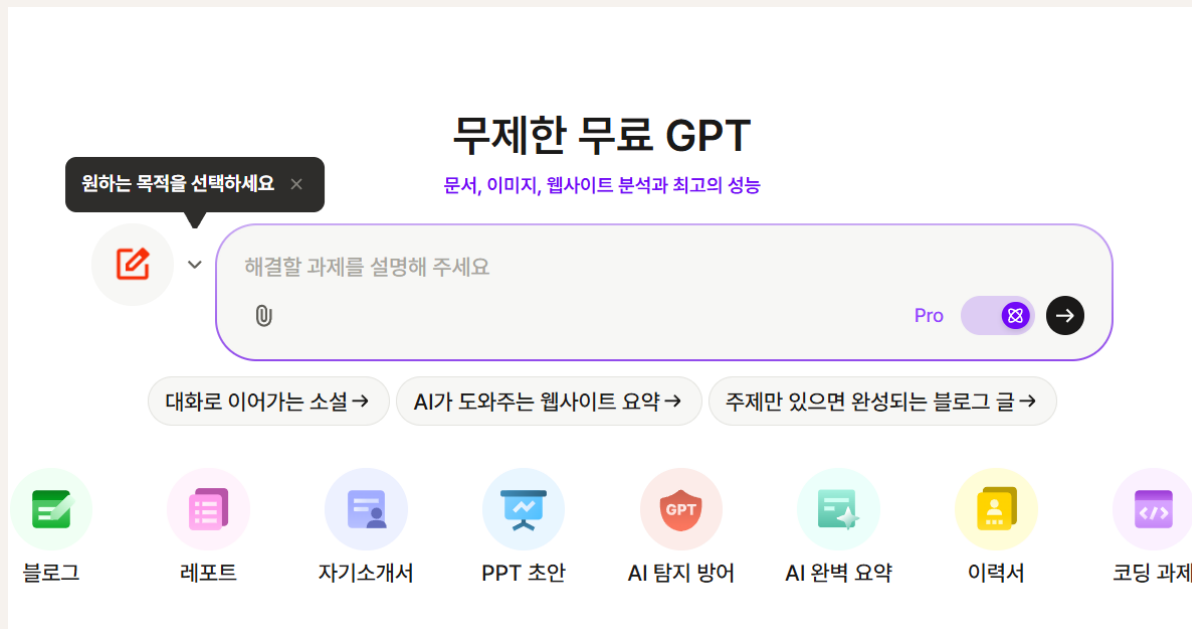 무제한 무료 GPT
원하는 목적을 선택하세요
문서, 이미지, 웹사이트 분석과 최고의 성능
해결할 과제를 설명해 주세요
Pro
대화로 이어가는 소설→
AI가 도와주는 웹사이트 요약→
주제만 있으면 완성되는 블로그 글→
GPT
블로그
레포트
자기소개서
PPT 초안
AI 탐지 방어
AI 완벽 요약
이력서
코딩 과제